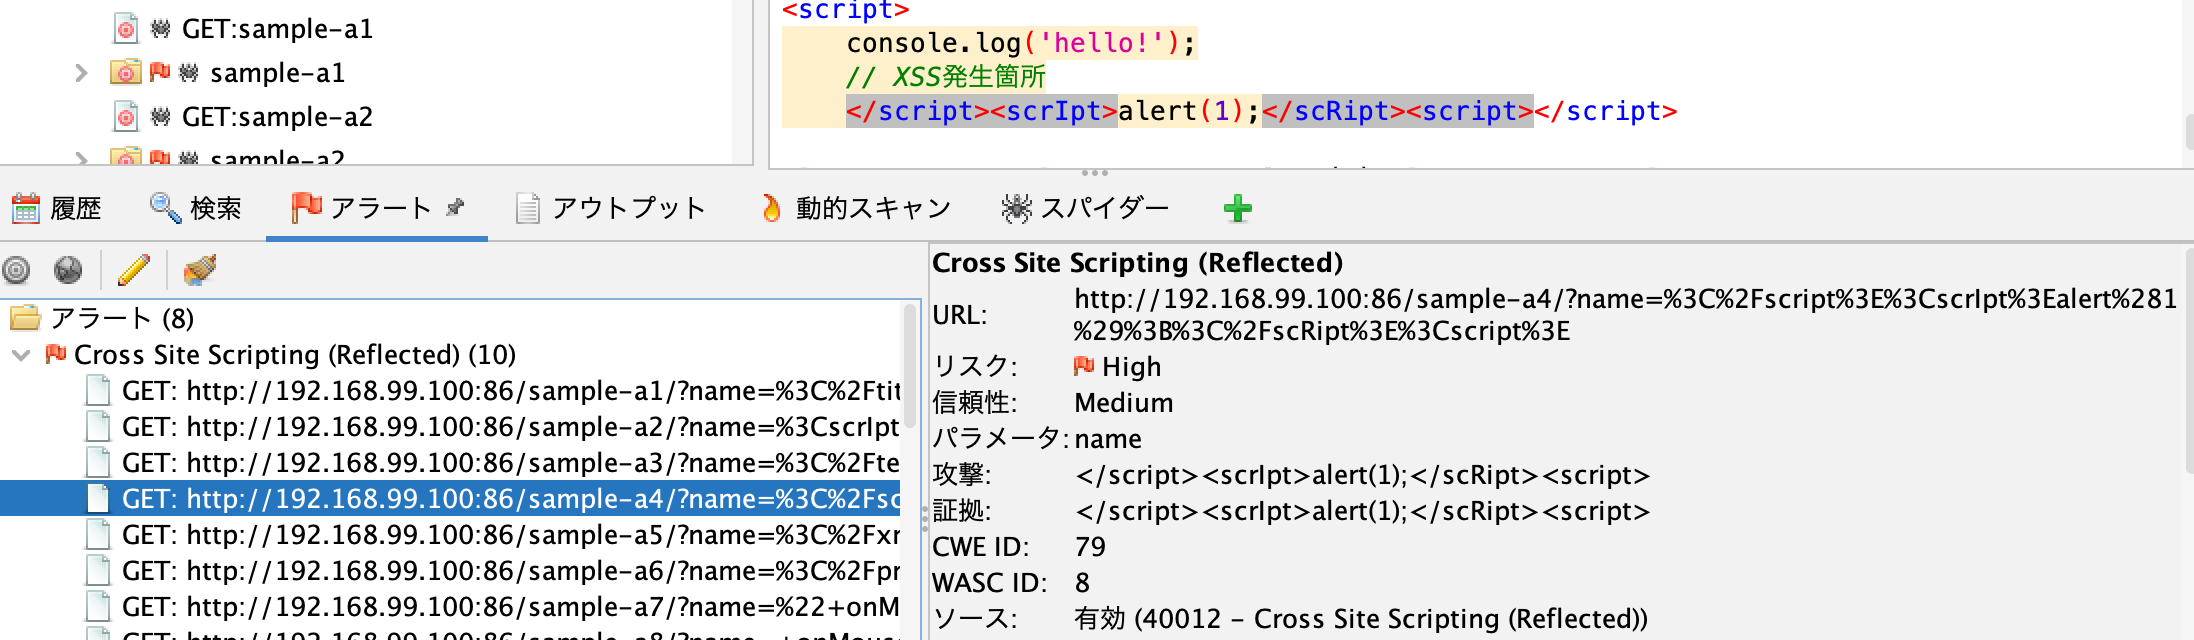 GET:sample-a1
sample-a1
GET:sample-a2
sample-a2
<script>
console.log('hello!');
// XSS発生箇所
</script><scrIpt>alert(1);</scRipt><script></script>
履歴 検索 アラート アウトプット 動的スキャン スパイダー
アラート (8)
Cross Site Scripting (Reflected) (10)
GET: http://192.168.99.100:86/sample-a1/?name=%3C%2Ftit
GET: http://192.168.99.100:86/sample-a2/?name=%3CscrIpt
GET: http://192.168.99.100:86/sample-a3/?name=%3C%2Fte
GET: http://192.168.99.100:86/sample-a4/?name=%3C%2Fsc
GET: http://192.168.99.100:86/sample-a5/?name=%3C%2Fxr
GET: http://192.168.99.100:86/sample-a6/?name=%3C%2Fpr
GET: http://192.168.99.100:86/sample-a7/?name=%22+onM
GET: http://192.168.99.100:86/sample-a8/?name=+onMouse
Cross Site Scripting (Reflected)
URL: http://192.168.99.100:86/sample-a4/?name=%3C%2Fscript%3E%3CscrIpt%3Ealert%281
%29%3B%3C%2FscRipt%3E%3Cscript%3E
リスク: High
信頼性: Medium
パラメータ: name
攻撃: </script><scrIpt>alert(1);</scRipt><script>
証拠: </script><scrIpt>alert(1);</scRipt><script>
CWE ID: 79
WASC ID: 8
ソース: 有効 (40012 - Cross Site Scripting (Reflected))